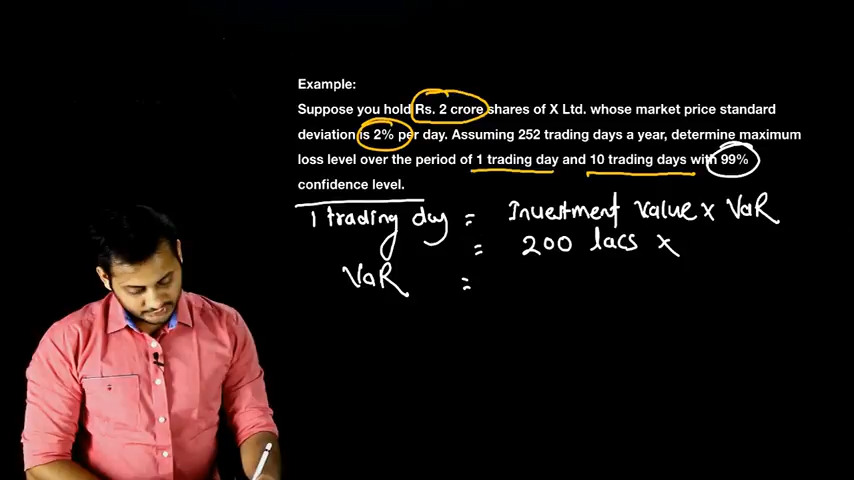 Example:
Suppose you hold Rs. 2 crore shares of X Ltd. whose market price standard
deviation is 2% per day. Assuming 252 trading days a year, determine maximum
loss level over the period of 1 trading day and 10 trading days with 99%
confidence level.
1 trading day = Investment value x VaR
= 200 lacs x
VaR =